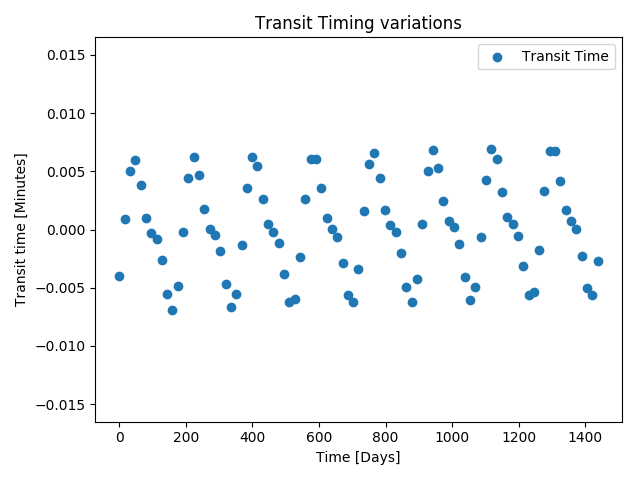 Transit Timing variations
Transit Time
0.015
0.010
0.005
0.000
−0.005
−0.010
−0.015
Transit time [Minutes]
0 200 400 600 800 1000 1200 1400
Time [Days]